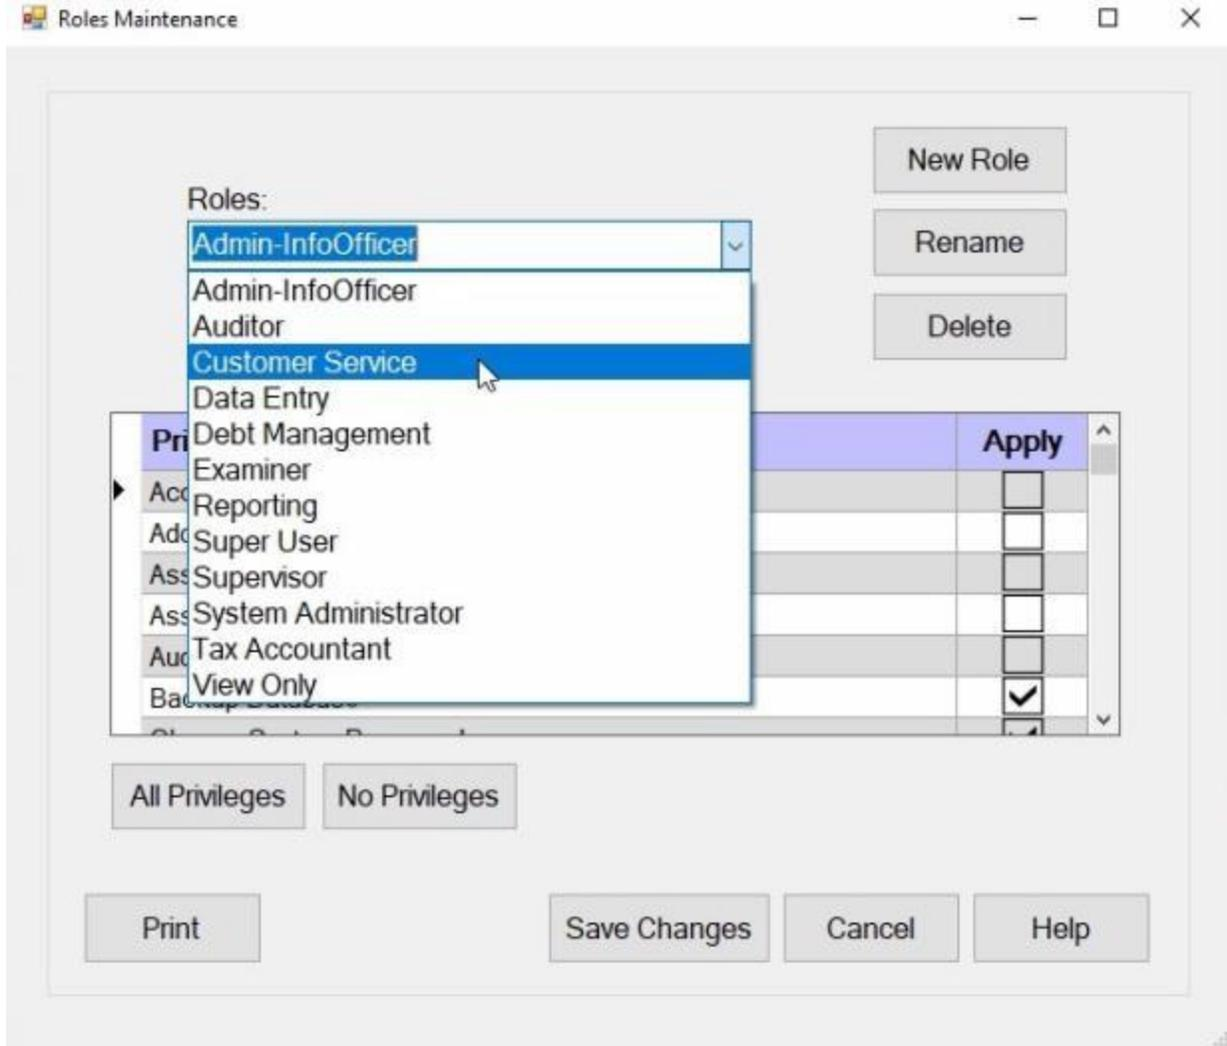 Roles Maintenance
New Role
Roles:
Admin-InfoOfficer
Rename
Admin-InfoOfficer
Auditor
Delete
Customer Service
Data Entry
Debt Management
Apply
Examiner
Reporting
Super User
Supervisor
System Administrator
Tax Accountant
View Only
All Privileges No Privileges
Print Save Changes Cancel Help